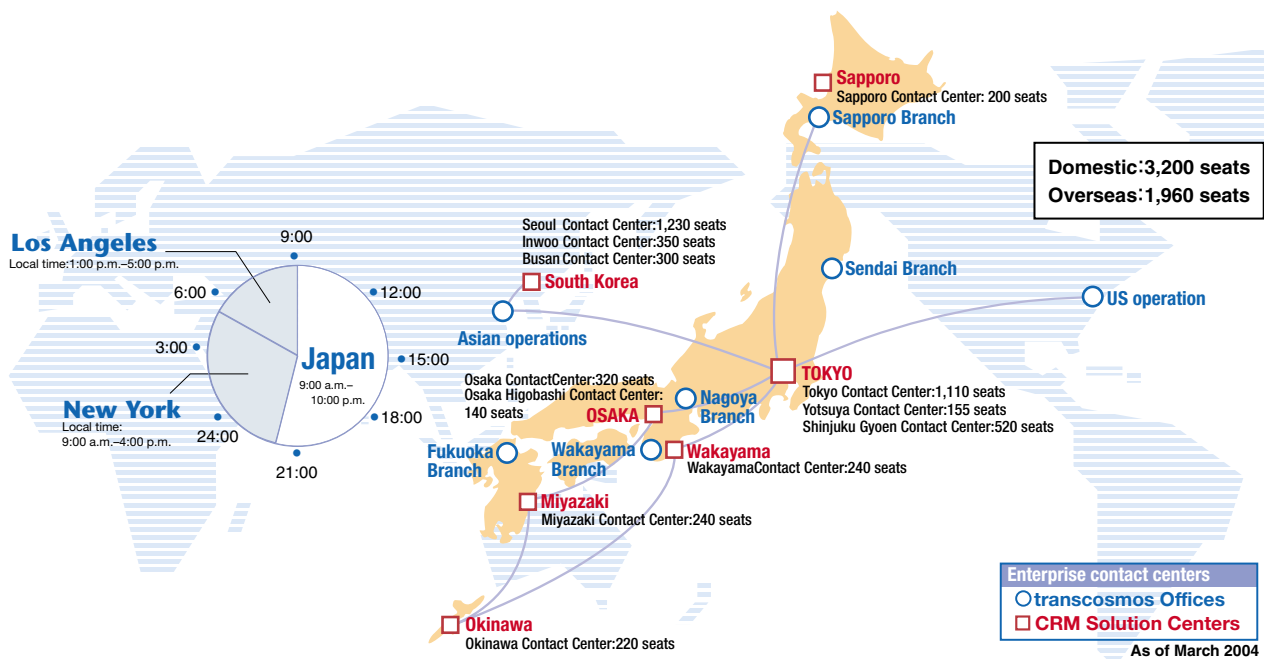 Sapporo
Sapporo Contact Center: 200 seats
Sapporo Branch
Domestic:3,200 seats
Overseas:1,960 seats
Seoul Contact Center:1,230 seats
Inwoo Contact Center:350 seats
Busan Contact Center:300 seats
South Korea
Asian operations
Sendai Branch
US operation
Los Angeles
Local time:1:00 p.m.–5:00 p.m.
9:00
6:00
12:00
3:00
15:00
Japan
9:00 a.m.–
10:00 p.m.
New York
Local time:
9:00 a.m.–4:00 p.m.
24:00
18:00
21:00
TOKYO
Tokyo Contact Center:1,110 seats
Yotsuya Contact Center:155 seats
Shinjuku Gyoen Contact Center:520 seats
Osaka ContactCenter:320 seats
Osaka Higobashi Contact Center:
140 seats
OSAKA
Nagoya
Branch
Fukuoka
Branch
Wakayama
Branch
Wakayama
WakayamaContact Center:240 seats
Miyazaki
Miyazaki Contact Center:240 seats
Okinawa
Okinawa Contact Center:220 seats
Enterprise contact centers
transcosmos Offices
CRM Solution Centers
As of March 2004